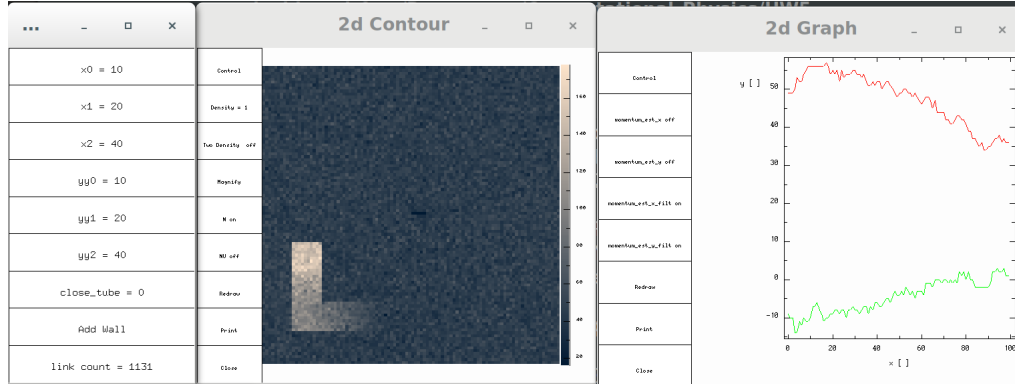 ...
x0 = 10
x1 = 20
x2 = 40
yy0 = 10
yy1 = 20
yy2 = 40
close_tube = 0
Add Wall
link count = 1131
2d Contour
Control
Density = 1
Two Density off
Magnify
N on
NU off
Redraw
Print
Close
160
140
120
100
80
60
40
20
2d Graph
Control
momentum_est_x off
momentum_est_y off
momentum_est_x_filt on
momentum_est_y_filt on
Redraw
Print
Close
y []
50
40
30
20
10
0
-10
0 20 40 60 80 100
x []